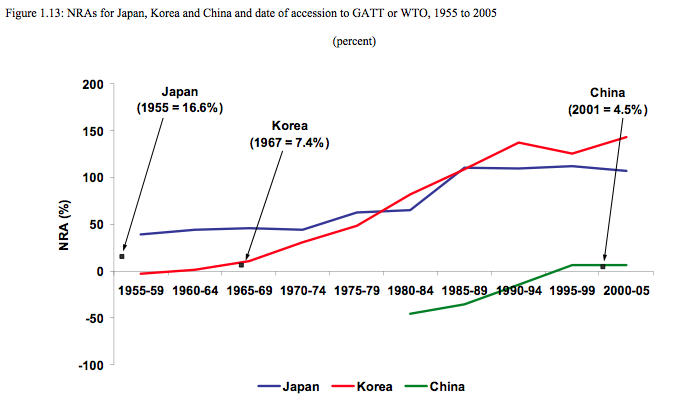 Figure 1.13: NRAs for Japan, Korea and China and date of accession to GATT or WTO, 1955 to 2005
(percent)
200
150
100
50
0
-50
-100
NRA (%)
Japan
(1955 = 16.6%)
Korea
(1967 = 7.4%)
China
(2001 = 4.5%)
1955-59 1960-64 1965-69 1970-74 1975-79 1980-84 1985-89 1990-94 1995-99 2000-05
Japan Korea China